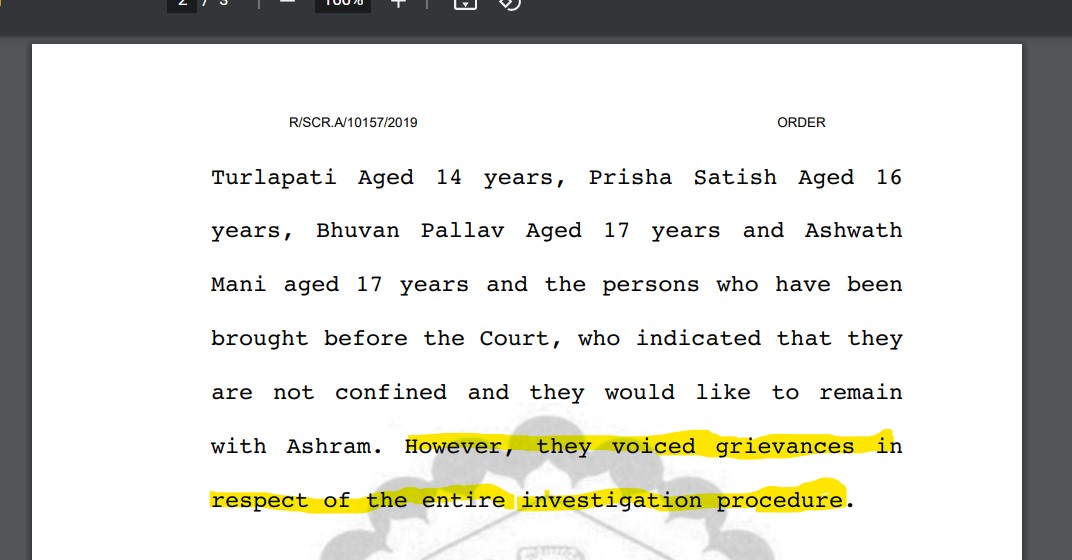 2 / 3 100%
R/SCR.A/10157/2019 ORDER
Turlapati Aged 14 years, Prisha Satish Aged 16
years, Bhuvan Pallav Aged 17 years and Ashwath
Mani aged 17 years and the persons who have been
brought before the Court, who indicated that they
are not confined and they would like to remain
with Ashram. However, they voiced grievances in
respect of the entire investigation procedure.